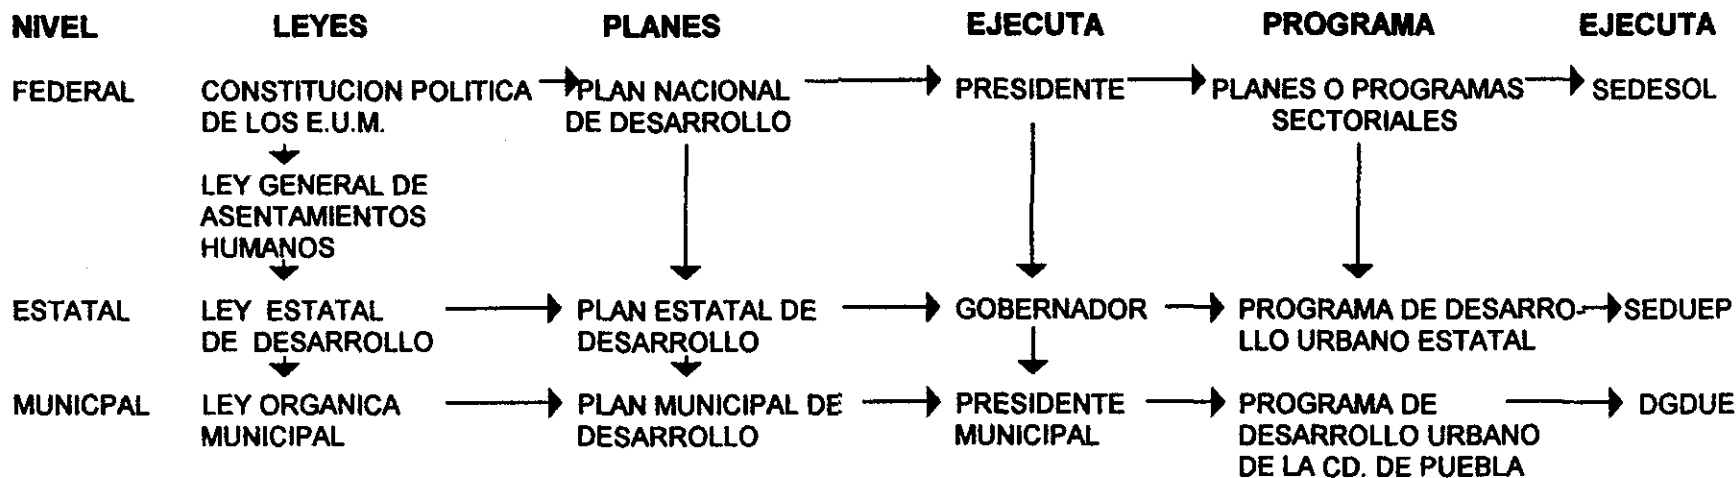 NIVEL LEYES PLANES EJECUTA PROGRAMA EJECUTA
FEDERAL CONSTITUCION POLITICA PLAN NACIONAL PRESIDENTE PLANES O PROGRAMAS SEDESOL
DE LOS E.U.M. DE DESARROLLO SECTORIALES
LEY GENERAL DE
ASENTAMIENTOS
HUMANOS
ESTATAL LEY ESTATAL PLAN ESTATAL DE GOBERNADOR PROGRAMA DE DESARRO- SEDUEP
DE DESARROLLO DESARROLLO LLO URBANO ESTATAL
MUNICPAL LEY ORGANICA PLAN MUNICIPAL DE PRESIDENTE PROGRAMA DE DGDUE
MUNICIPAL DESARROLLO MUNICIPAL DESARROLLO URBANO
DE LA CD. DE PUEBLA